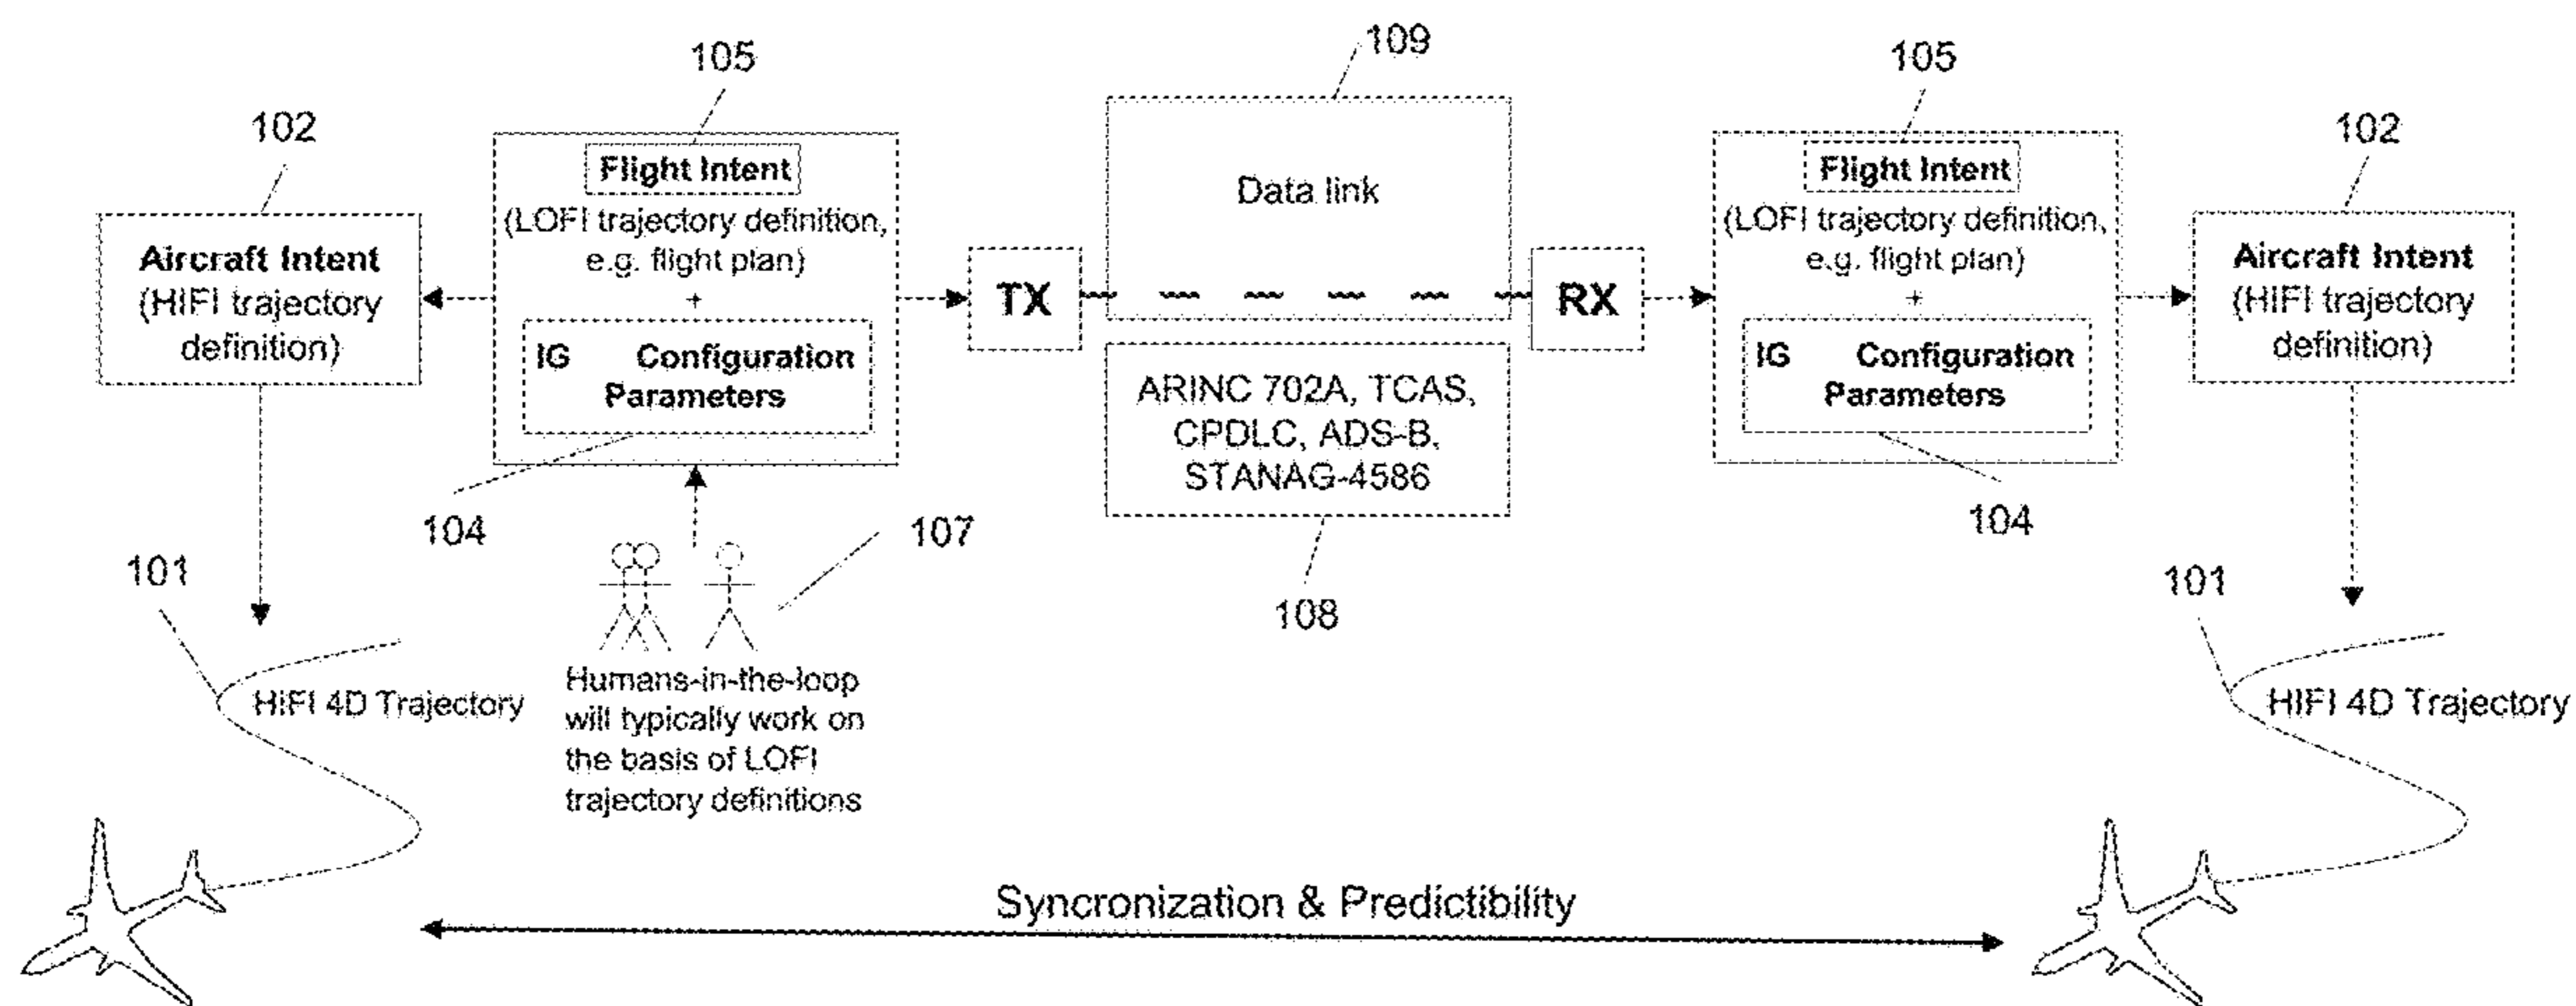 109
105
105
102
102
Flight Intent
(LOFI trajectory definition,
e.g. flight plan)
+
IG Configuration
Parameters
Aircraft Intent
(HIFI trajectory
definition)
TX
Data link
RX
ARINC 702A, TCAS,
CPDLC, ADS-B,
STANAG-4586
Flight Intent
(LOFI trajectory definition,
e.g. flight plan)
+
IG Configuration
Parameters
Aircraft Intent
(HIFI trajectory
definition)
104
107
108
104
101
101
HIFI 4D Trajectory
Humans-in-the-loop
will typically work on
the basis of LOFI
trajectory definitions
HIFI 4D Trajectory
Syncronization & Predictibility